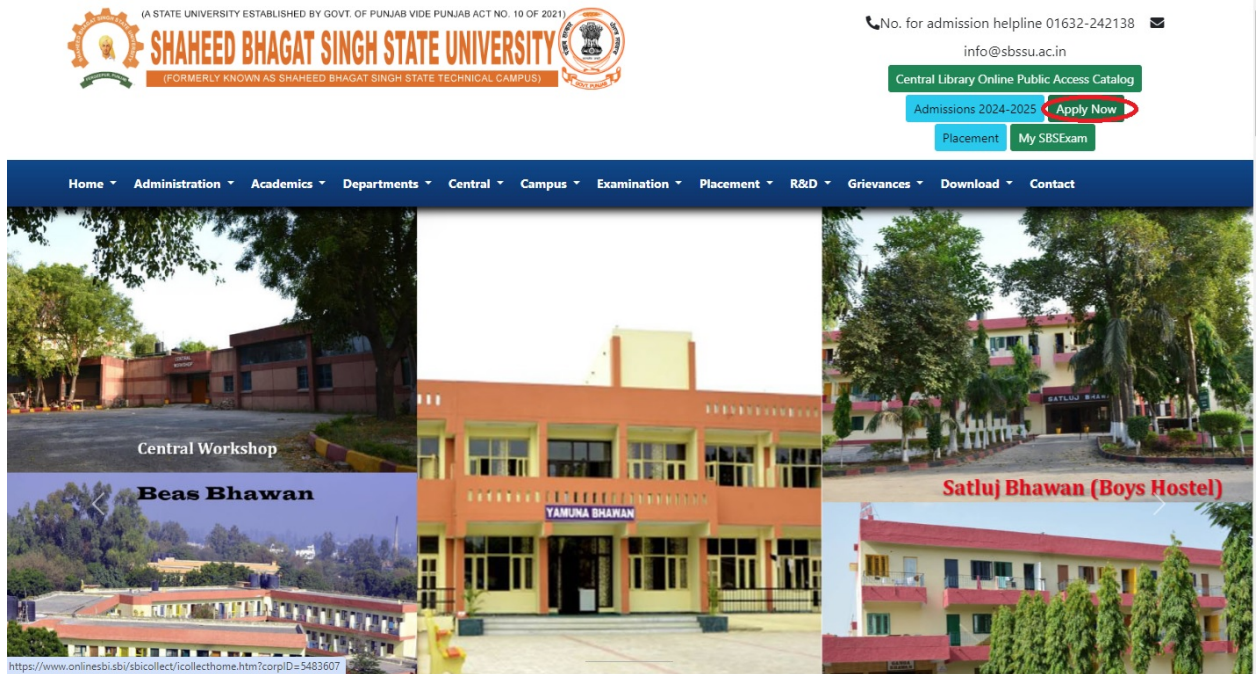 (A STATE UNIVERSITY ESTABLISHED BY GOVT. OF PUNJAB VIDE PUNJAB ACT NO. 10 OF 2021)
SHAHEED BHAGAT SINGH STATE UNIVERSITY
(FORMERLY KNOWN AS SHAHEED BHAGAT SINGH STATE TECHNICAL CAMPUS)
No. for admission helpline 01632-242138
info@sbssu.ac.in
Central Library Online Public Access Catalog
Admissions 2024-2025 Apply Now
Placement My SBSExam
Home Administration Academics Departments Central Campus Examination Placement R&D Grievances Download Contact
CENTRAL WORKSHOP
Central Workshop
Beas Bhawan
YAMUNA BHAWAN
SATLUJ BHAWAN
Satluj Bhawan (Boys Hostel)
https://www.onlinesbi.sbi/sbicollect/icollecthome.htm?corpID=5483607